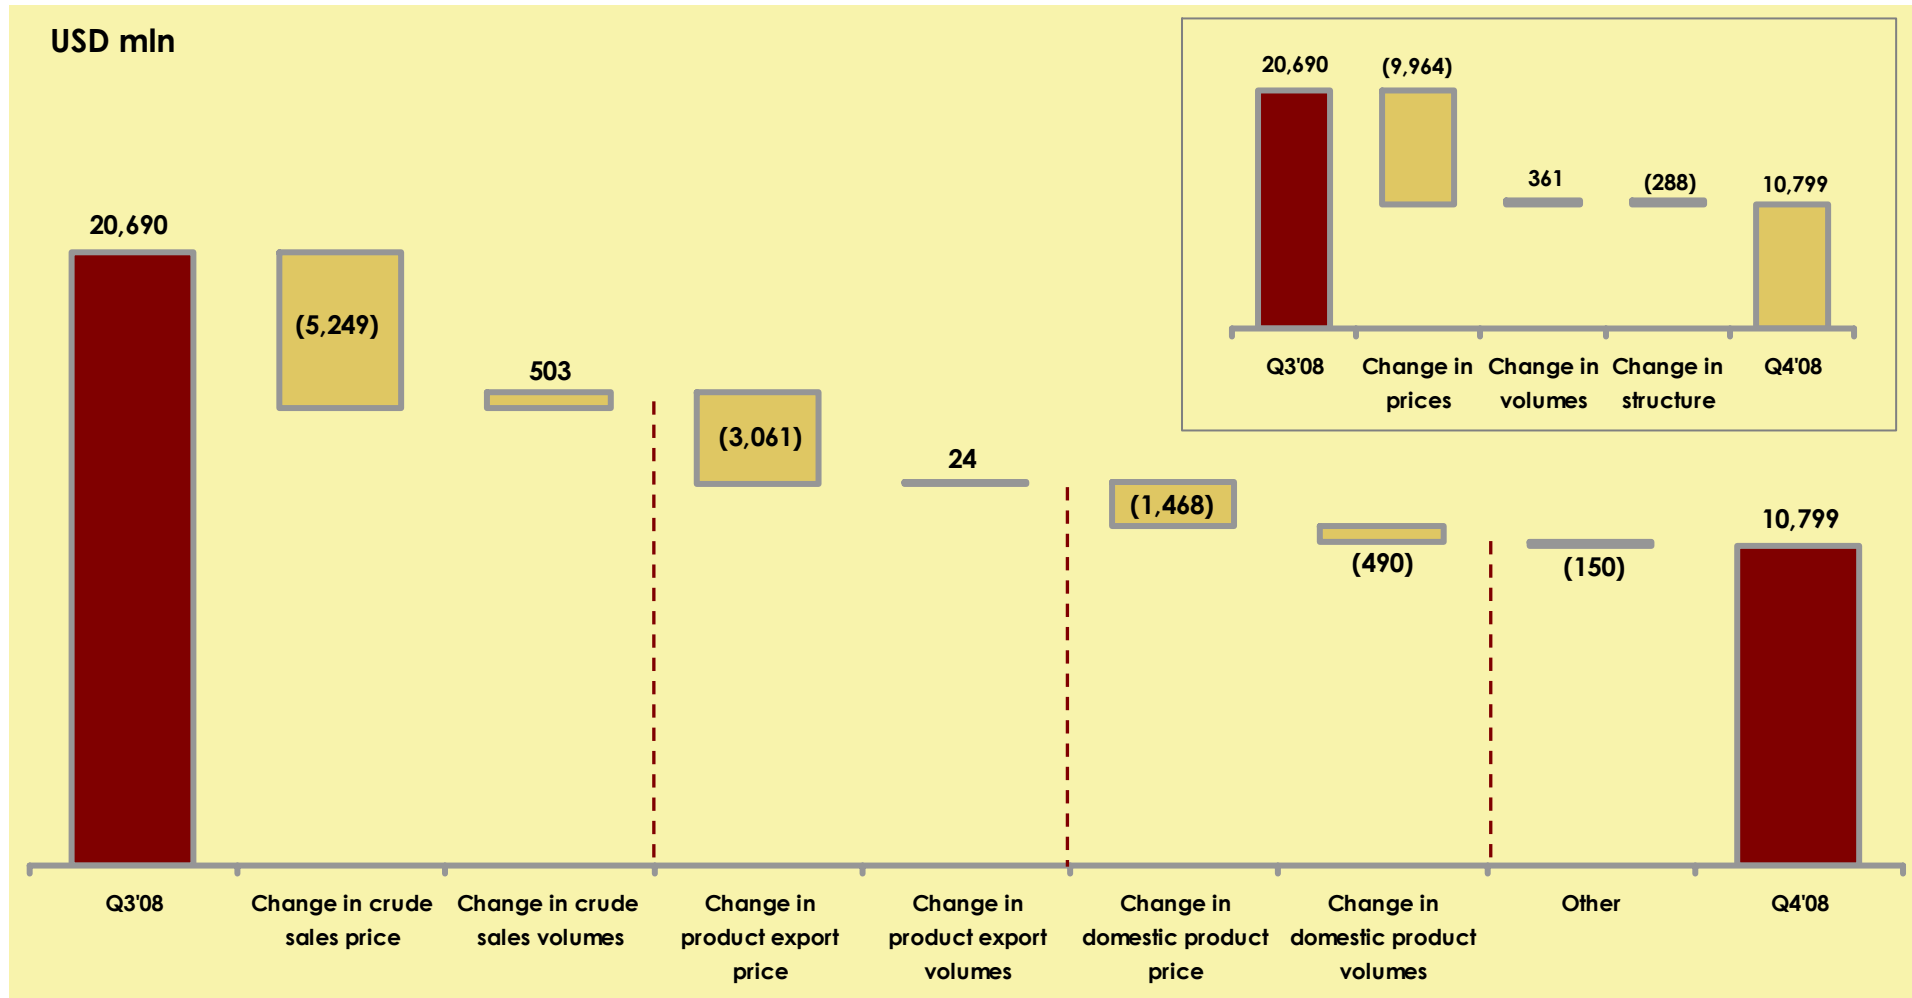 USD mln
20,690
(5,249)
503
(3,061)
24
(1,468)
(490)
(150)
10,799
Q3'08
Change in crude
sales price
Change in crude
sales volumes
Change in
product export
price
Change in
product export
volumes
Change in
domestic product
price
Change in
domestic product
volumes
Other
Q4'08
20,690
(9,964)
361
(288)
10,799
Q3'08
Change in
prices
Change in
volumes
Change in
structure
Q4'08